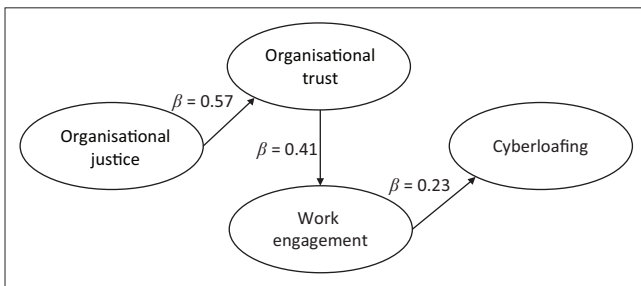 Organisational
trust
β = 0.57
Organisational
justice
β = 0.41
Cyberloafing
β = 0.23
Work
engagement